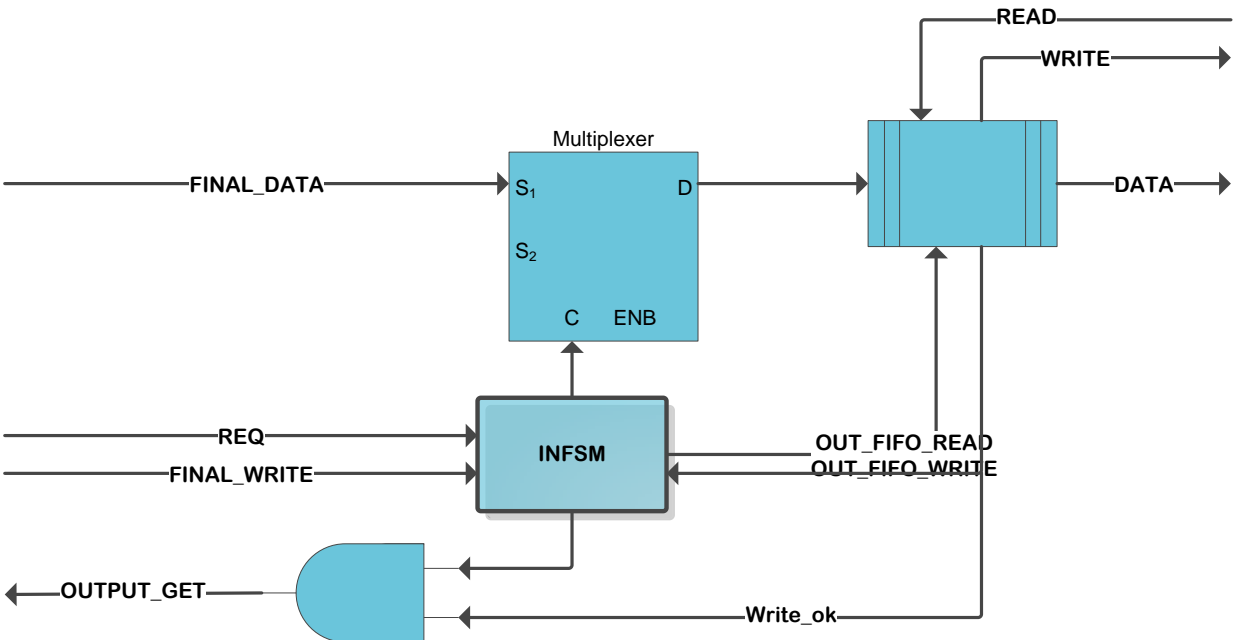 READ
WRITE
Multiplexer
FINAL_DATA
S₁
D
DATA
S₂
C
ENB
REQ
INFSM
OUT_FIFO_READ
FINAL_WRITE
OUT_FIFO_WRITE
OUTPUT_GET
Write_ok